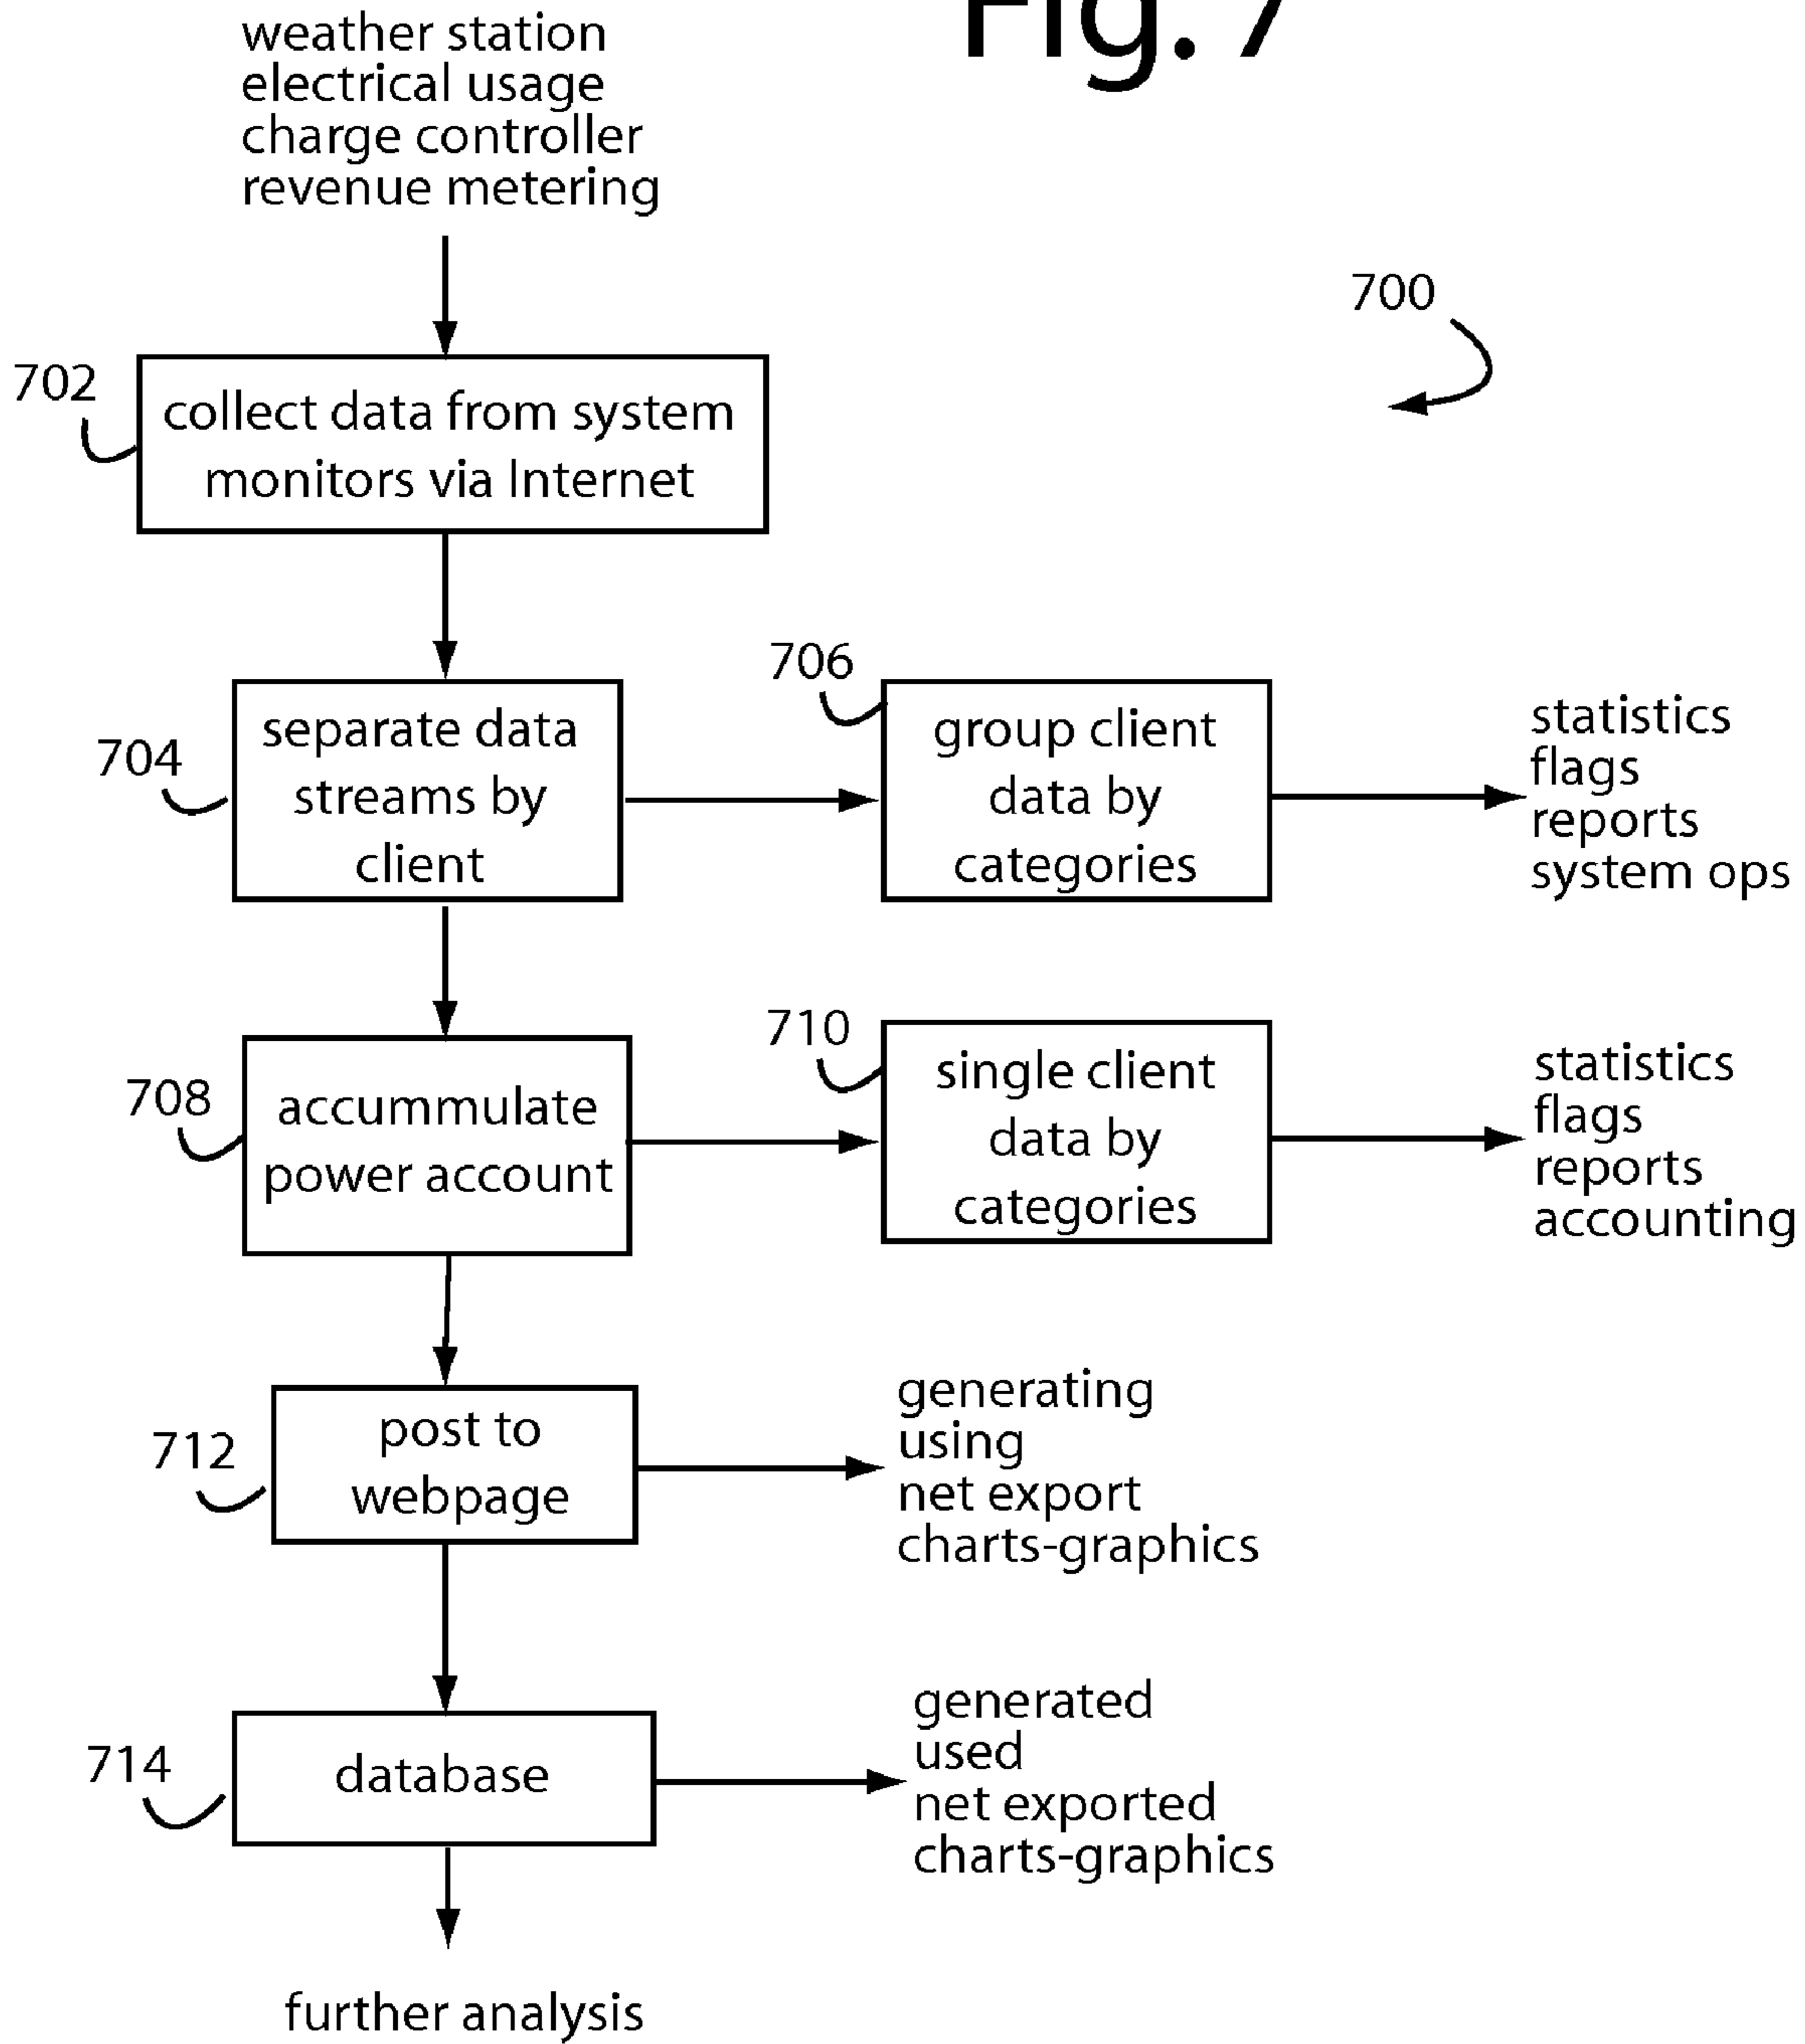 Fig. 7
weather station
electrical usage
charge controller
revenue metering
700
702
collect data from system
monitors via Internet
704
separate data
streams by
client
706
group client
data by
categories
statistics
flags
reports
system ops
708
accummulate
power account
710
single client
data by
categories
statistics
flags
reports
accounting
712
post to
webpage
generating
using
net export
charts-graphics
714
database
generated
used
net exported
charts-graphics
further analysis